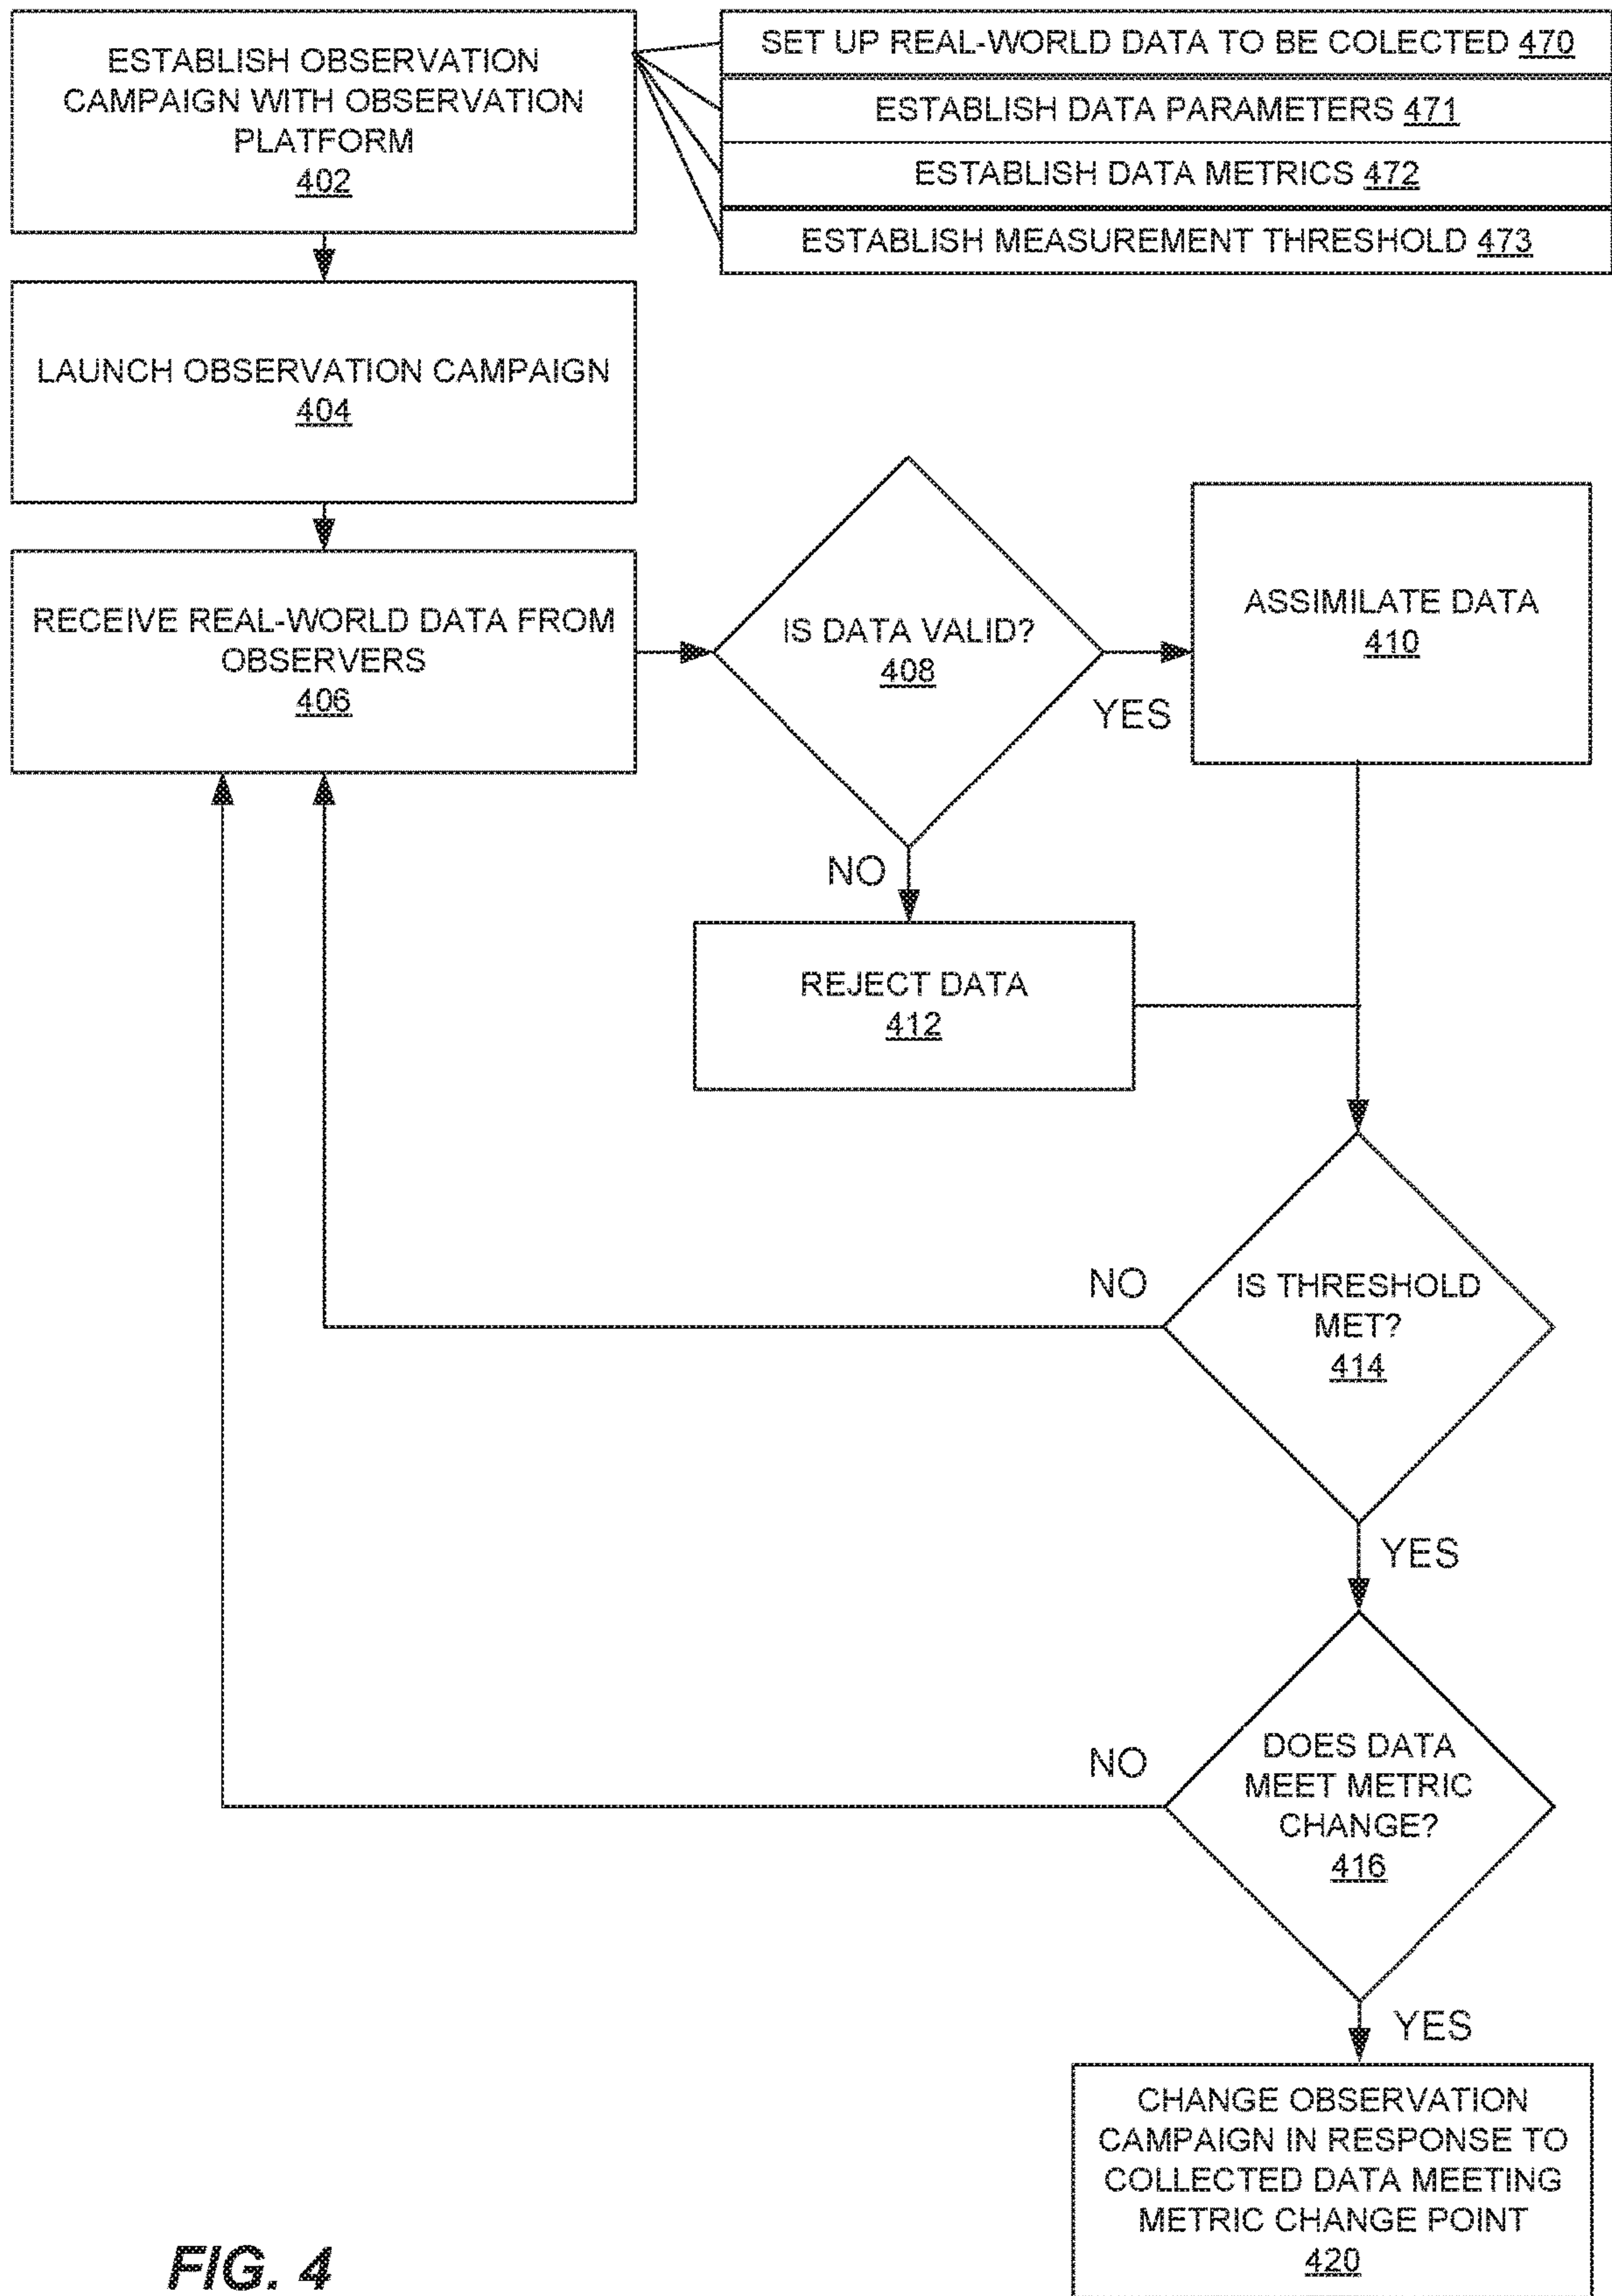 ESTABLISH OBSERVATION
CAMPAIGN WITH OBSERVATION
PLATFORM
402
SET UP REAL-WORLD DATA TO BE COLECTED 470
ESTABLISH DATA PARAMETERS 471
ESTABLISH DATA METRICS 472
ESTABLISH MEASUREMENT THRESHOLD 473
LAUNCH OBSERVATION CAMPAIGN
404
RECEIVE REAL-WORLD DATA FROM
OBSERVERS
406
IS DATA VALID?
408
YES
ASSIMILATE DATA
410
NO
REJECT DATA
412
NO
IS THRESHOLD
MET?
414
YES
NO
DOES DATA
MEET METRIC
CHANGE?
416
YES
CHANGE OBSERVATION
CAMPAIGN IN RESPONSE TO
COLLECTED DATA MEETING
METRIC CHANGE POINT
420
FIG. 4